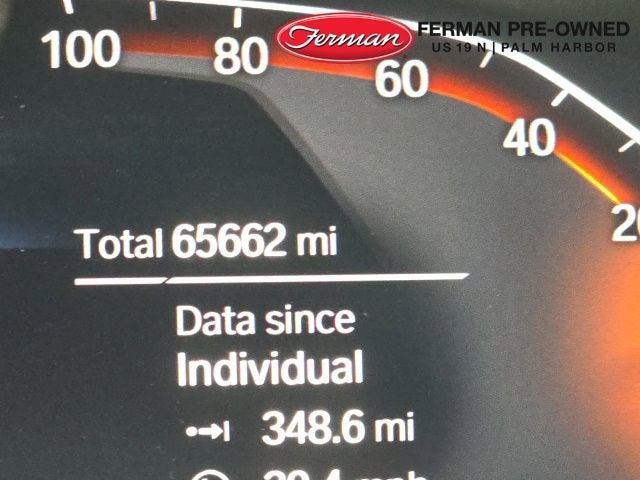 Ferman
FERMAN PRE-OWNED
US 19 N | PALM HARBOR
100 80 60 40
Total 65662 mi
Data since
Individual
348.6 mi